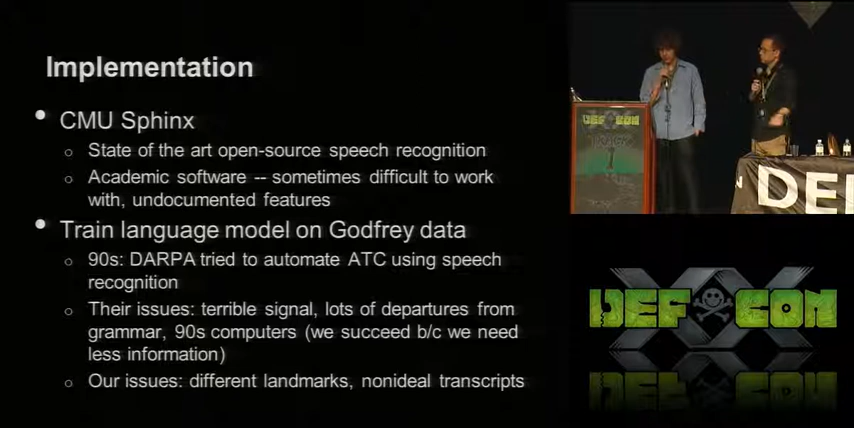 Implementation
CMU Sphinx
State of the art open-source speech recognition
Academic software -- sometimes difficult to work
with, undocumented features
Train language model on Godfrey data
90s: DARPA tried to automate ATC using speech
recognition
Their issues: terrible signal, lots of departures from
grammar, 90s computers (we succeed b/c we need
less information)
Our issues: different landmarks, nonideal transcripts
DEF CON
N DEF
DEF CON
XX